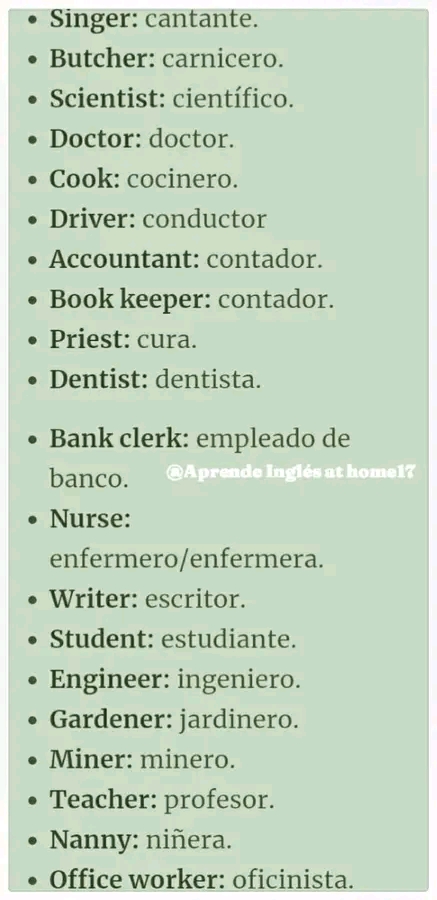 • Singer: cantante.
• Butcher: carnicero.
• Scientist: científico.
• Doctor: doctor.
• Cook: cocinero.
• Driver: conductor
• Accountant: contador.
• Book keeper: contador.
• Priest: cura.
• Dentist: dentista.
• Bank clerk: empleado de
banco.
@Aprende Inglés at home17
• Nurse:
enfermero/enfermera.
• Writer: escritor.
• Student: estudiante.
• Engineer: ingeniero.
• Gardener: jardinero.
• Miner: minero.
• Teacher: profesor.
• Nanny: niñera.
• Office worker: oficinista.